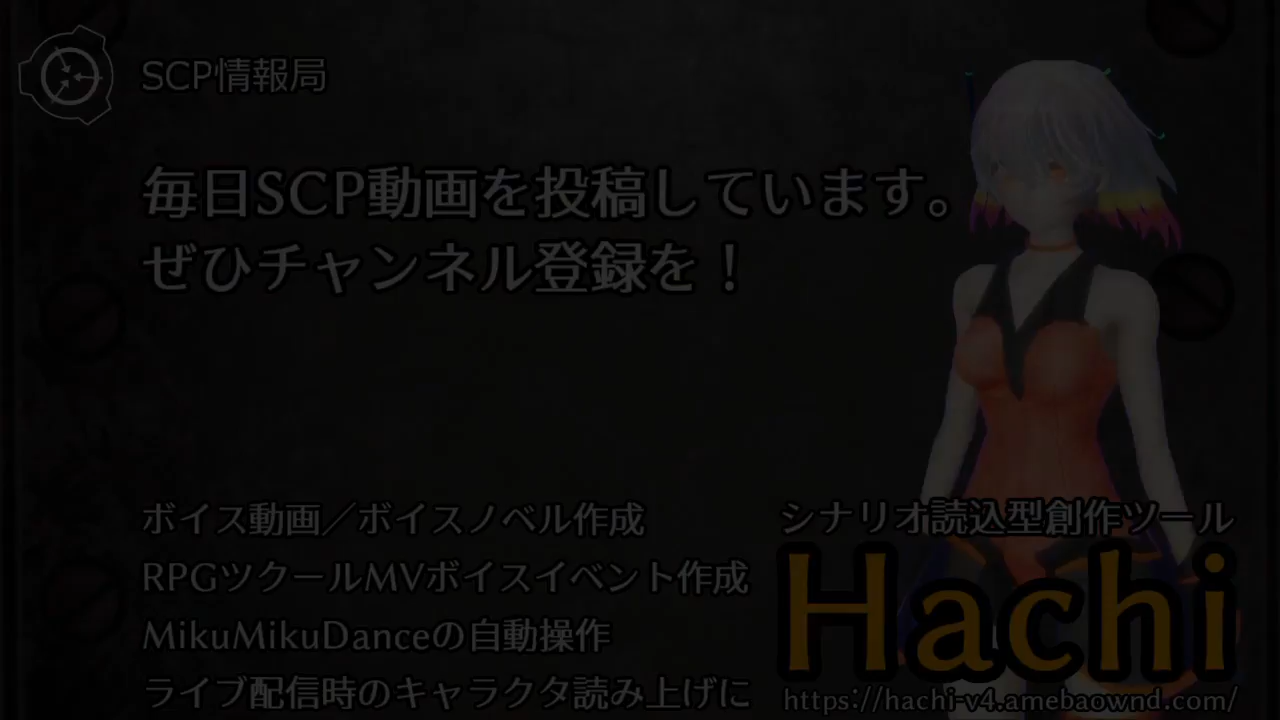 SCP情報局
毎日SCP動画を投稿しています。
ぜひチャンネル登録を！
ボイス動画／ボイスノベル作成
RPGツクールMVボイスイベント作成
MikuMikuDanceの自動操作
ライブ配信時のキャラクタ読み上げに
シナリオ読込型創作ツール
Hachi
https://hachi-v4.amebaownd.com/